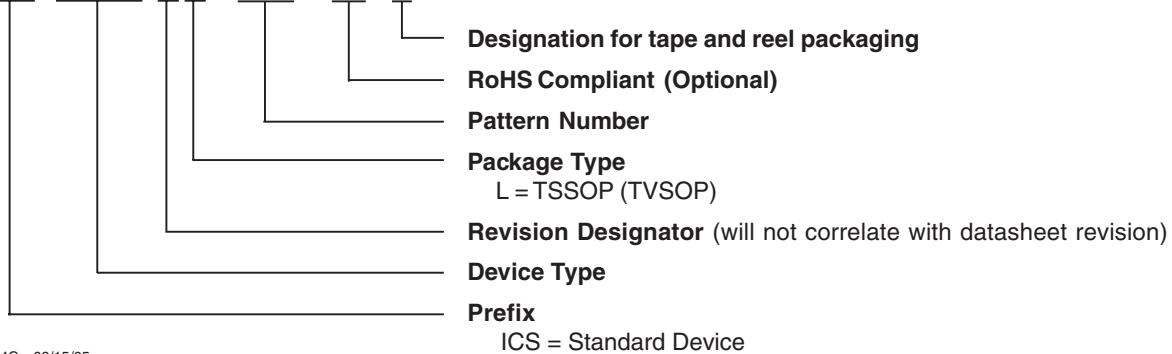 Designation for tape and reel packaging
RoHS Compliant (Optional)
Pattern Number
Package Type
L = TSSOP (TVSOP)
Revision Designator (will not correlate with datasheet revision)
Device Type
Prefix
ICS = Standard Device